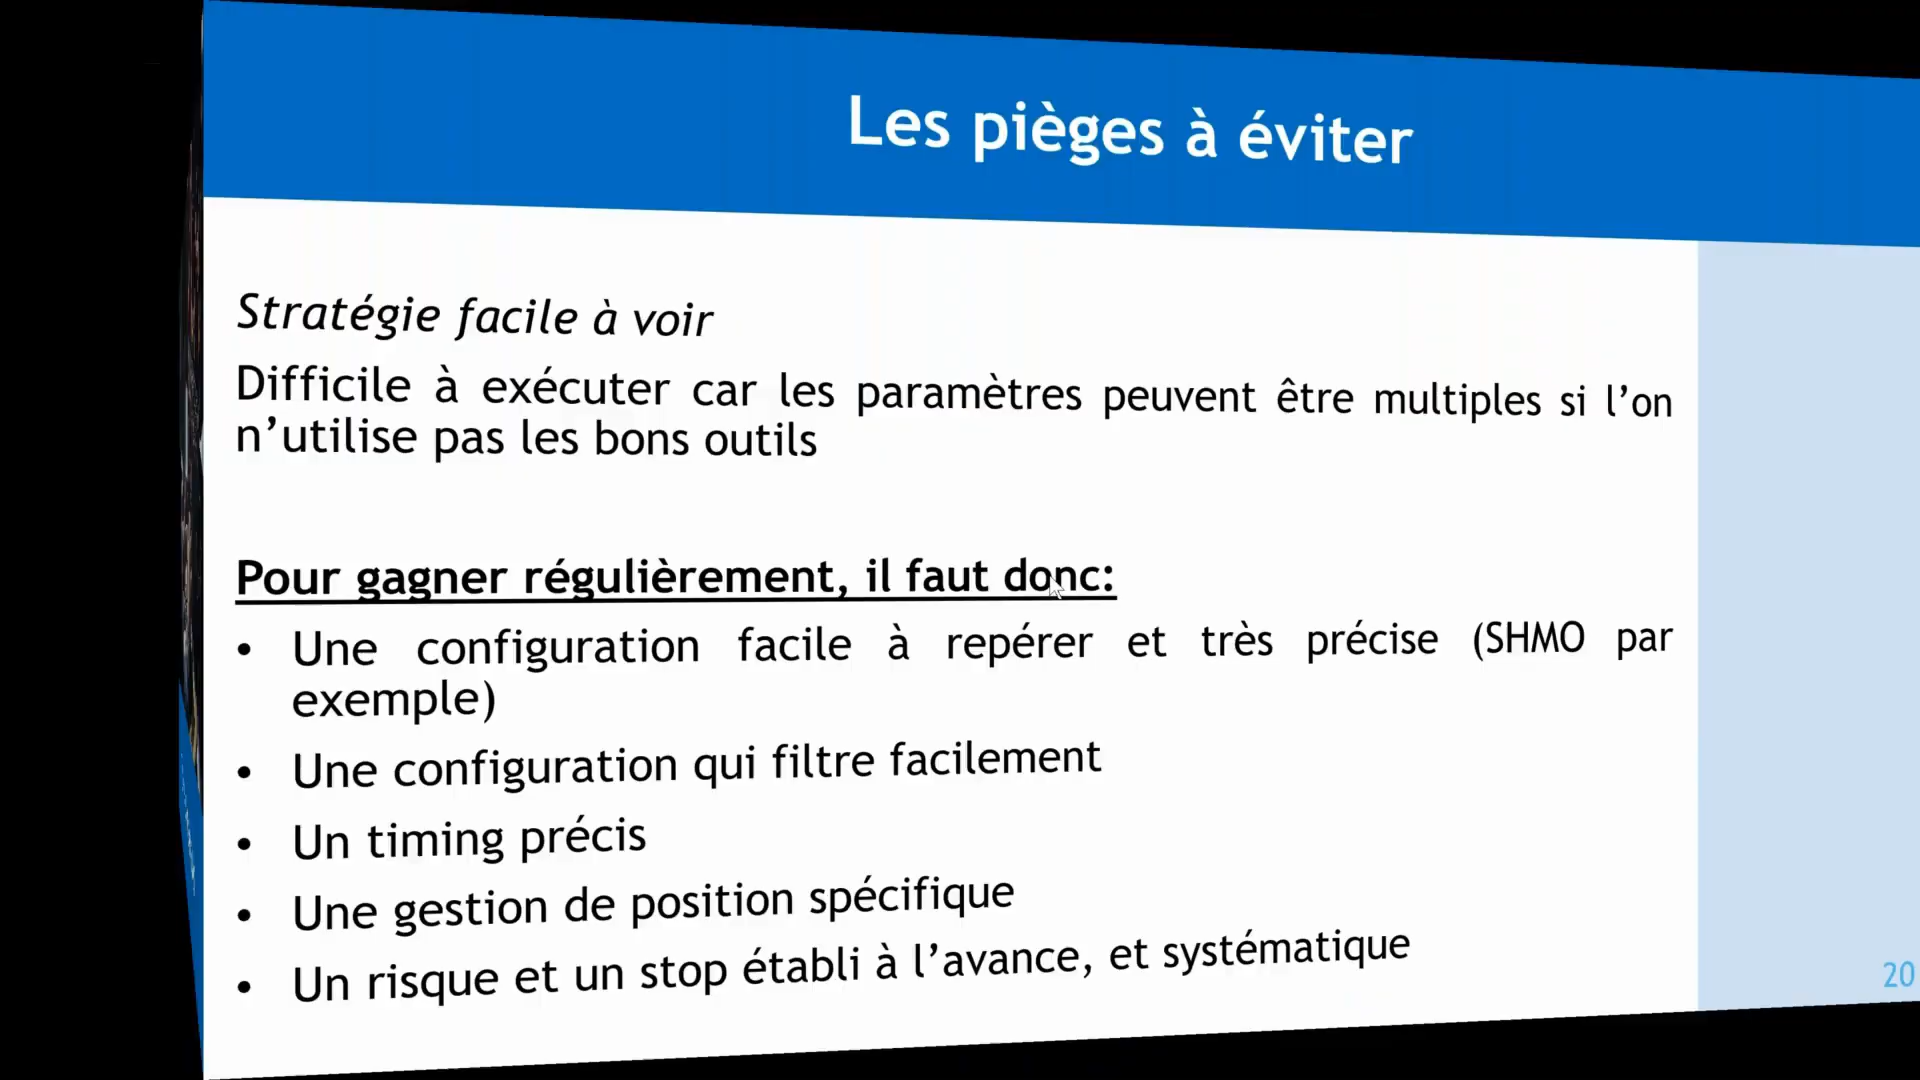 Les pièges à éviter
Stratégie facile à voir
Difficile à exécuter car les paramètres peuvent être multiples si l’on
n’utilise pas les bons outils
Pour gagner régulièrement, il faut donc:
• Une configuration facile à repérer et très précise (SHMO par
exemple)
• Une configuration qui filtre facilement
• Un timing précis
• Une gestion de position spécifique
• Un risque et un stop établi à l’avance, et systématique
20